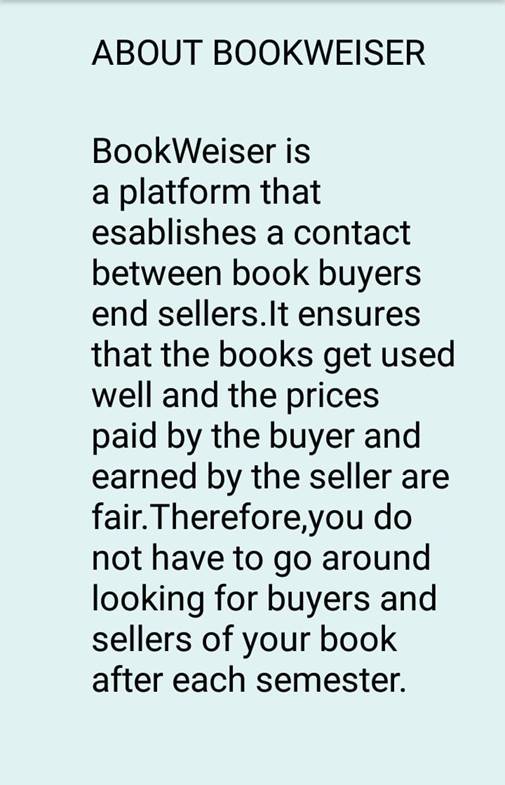 ABOUT BOOKWEISER
BookWeiser is
a platform that
esablishes a contact
between book buyers
end sellers.It ensures
that the books get used
well and the prices
paid by the buyer and
earned by the seller are
fair.Therefore,you do
not have to go around
looking for buyers and
sellers of your book
after each semester.